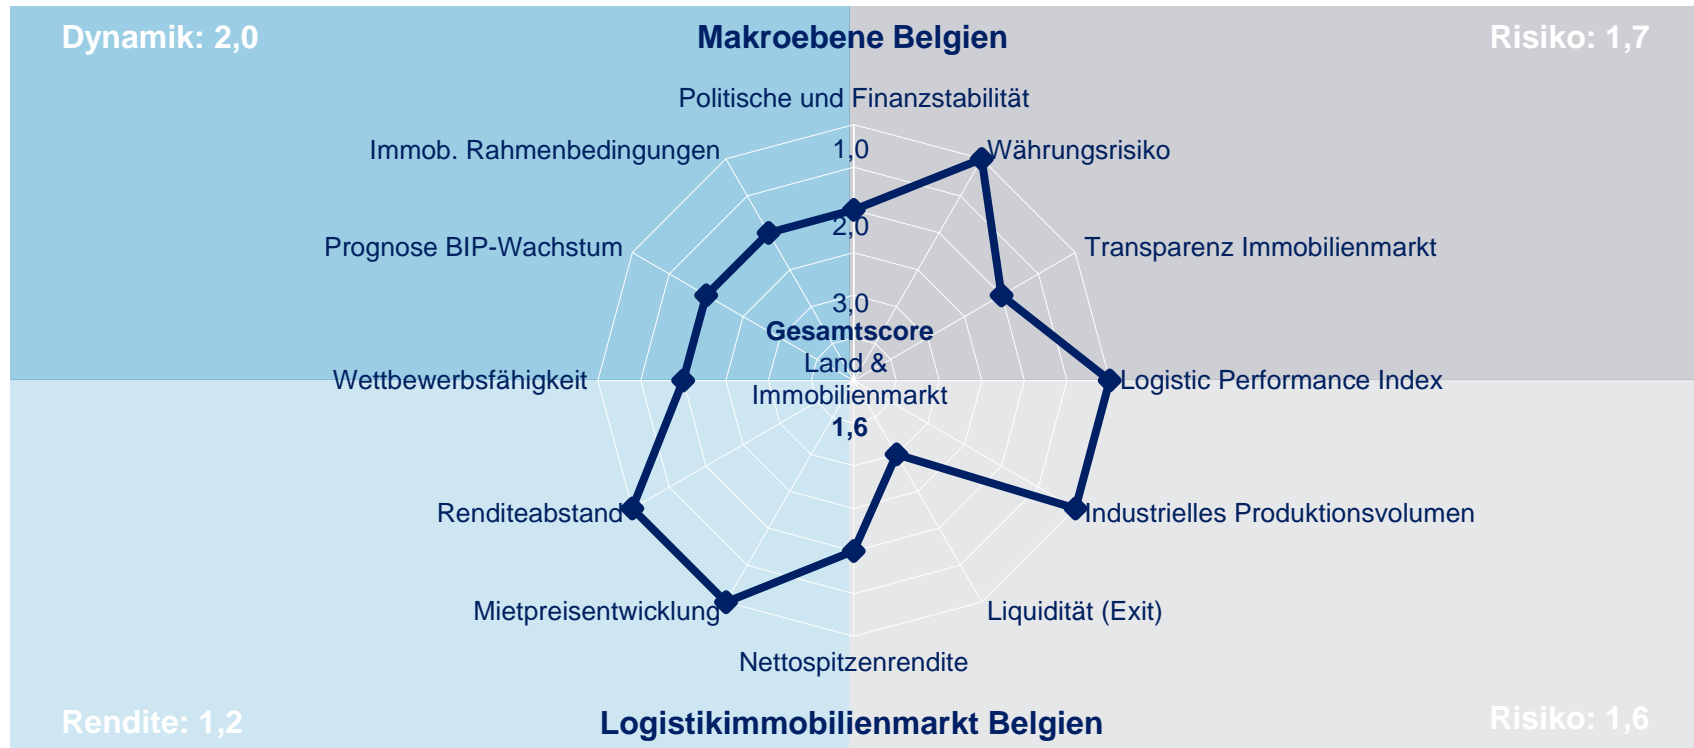 Dynamik: 2,0
Makroebene Belgien
Risiko: 1,7
Politische und Finanzstabilität
Immob. Rahmenbedingungen
1,0
Währungsrisiko
Prognose BIP-Wachstum
2,0
Transparenz Immobilienmarkt
3,0
Gesamtscore
Land &
Immobilienmarkt
1,6
Wettbewerbsfähigkeit
Logistic Performance Index
Renditeabstand
Industrielles Produktionsvolumen
Mietpreisentwicklung
Liquidität (Exit)
Nettospitzenrendite
Rendite: 1,2
Logistikimmobilienmarkt Belgien
Risiko: 1,6